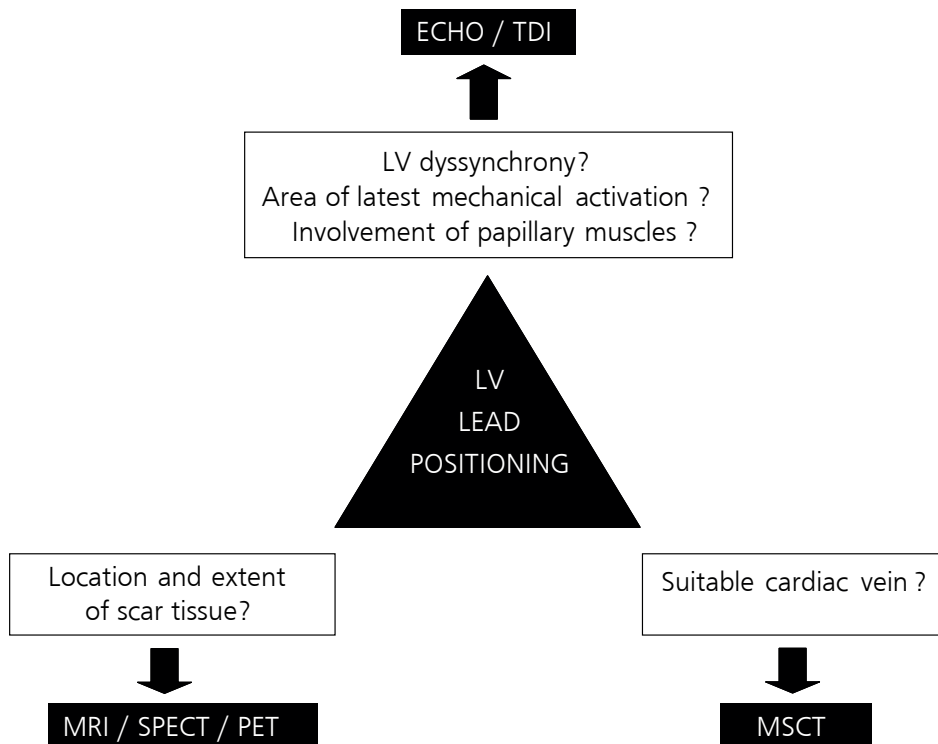 ECHO / TDI
LV dyssynchrony?
Area of latest mechanical activation ?
Involvement of papillary muscles ?
LV
LEAD
POSITIONING
Location and extent
of scar tissue?
Suitable cardiac vein ?
MRI / SPECT / PET
MSCT